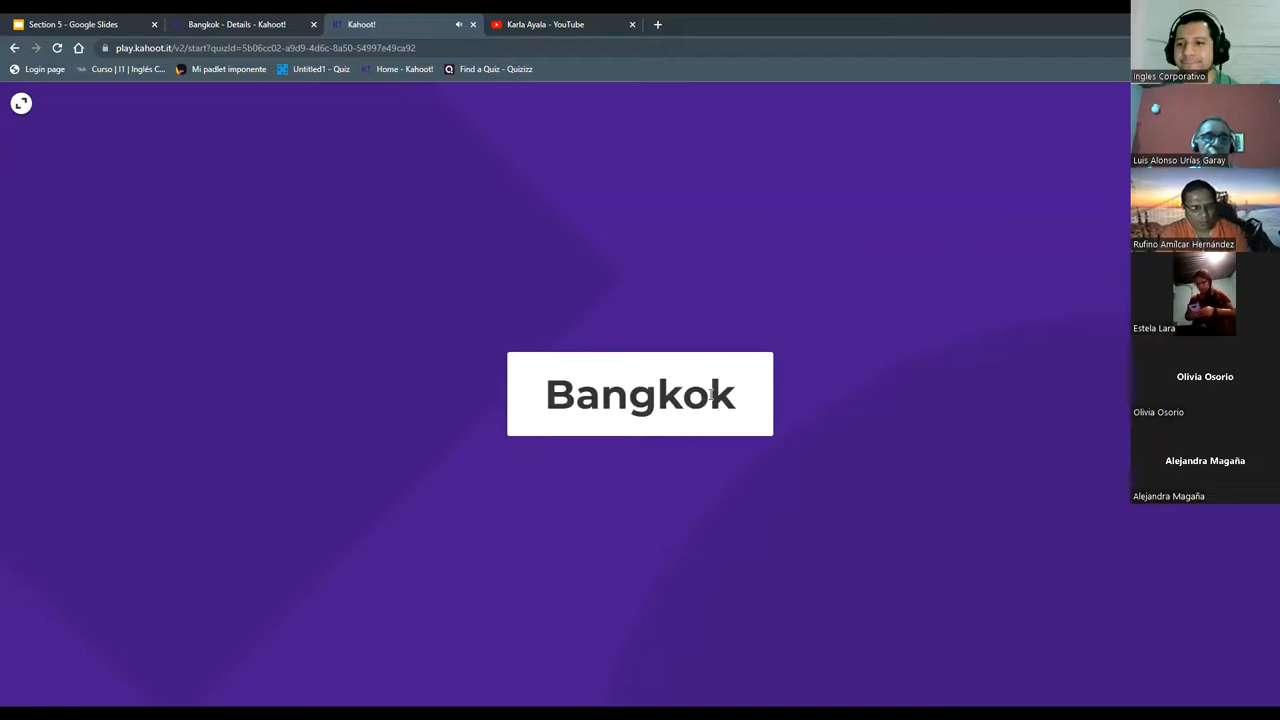 Section 5 - Google Slides
Bangkok - Details - Kahoot!
Kahoot!
Karla Ayala - YouTube
play.kahoot.it/v2/start?quizId=5b06cc02-a9d9-4d6c-8a50-54997e49ca92
Login page
Curso | I1 | Inglés C...
Mi padlet imponente
Untitled1 - Quiz
K!
Home - Kahoot!
Find a Quiz - Quizizz
Bangkok
Ingles Corporativo
Luis Alonso Urías Garay
Rufino Amílcar Hernández
Estela Lara
Olivia Osorio
Olivia Osorio
Alejandra Magaña
Alejandra Magaña